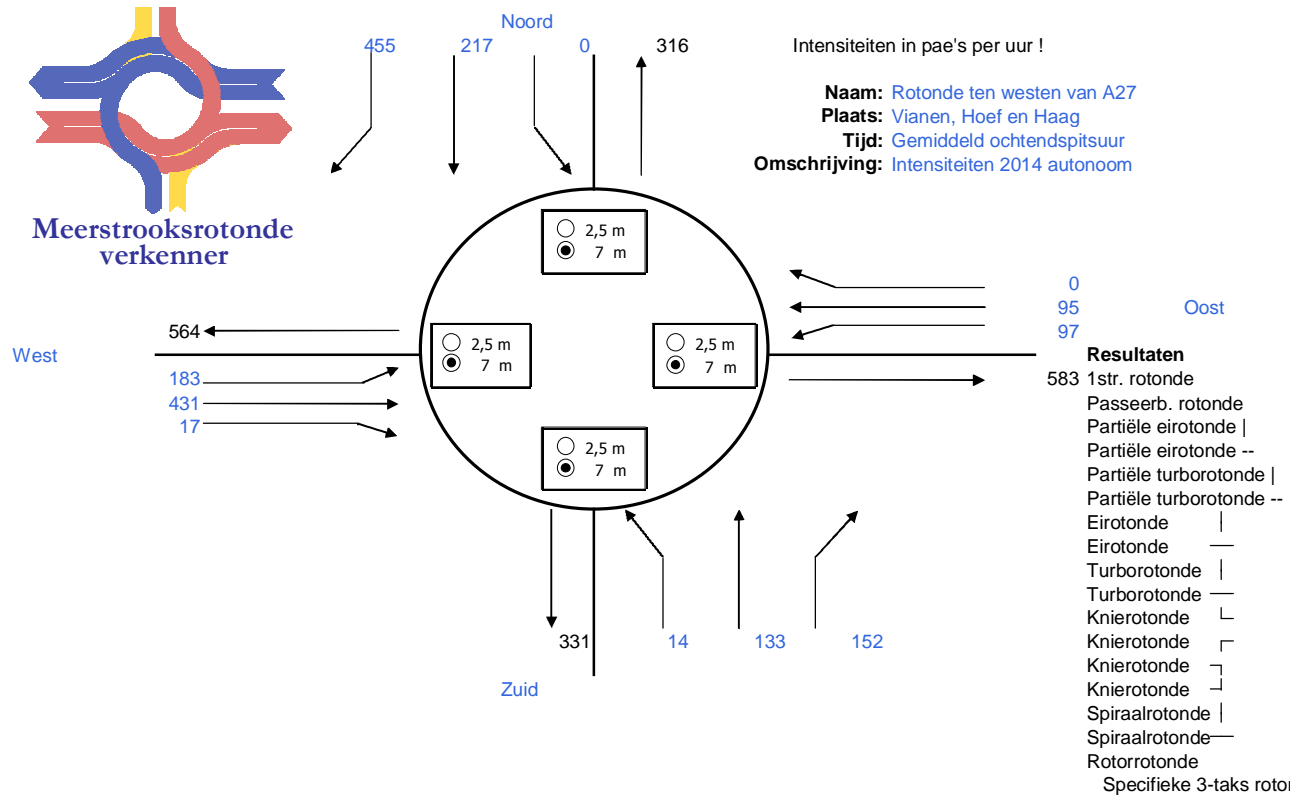 Noord
455 217 0 316
Intensiteiten in pae's per uur !
Naam: Rotonde ten westen van A27
Plaats: Vianen, Hoef en Haag
Tijd: Gemiddeld ochtendspitsuur
Omschrijving: Intensiteiten 2014 autonoom
Meerstrooksrotonde
verkenner
2,5 m
7 m
0
95 Oost
97
564
West
2,5 m
7 m
2,5 m
7 m
183
431
17
583
2,5 m
7 m
331 14 133 152
Zuid
Resultaten
1str. rotonde
Passeerb. rotonde
Partiële eirotonde |
Partiële eirotonde --
Partiële turborotonde |
Partiële turborotonde --
Eirotonde
Eirotonde
Turborotonde
Turborotonde
Knierotonde
Knierotonde
Knierotonde
Knierotonde
Spiraalrotonde
Spiraalrotonde
Rotorrotonde
Specifieke 3-taks roton